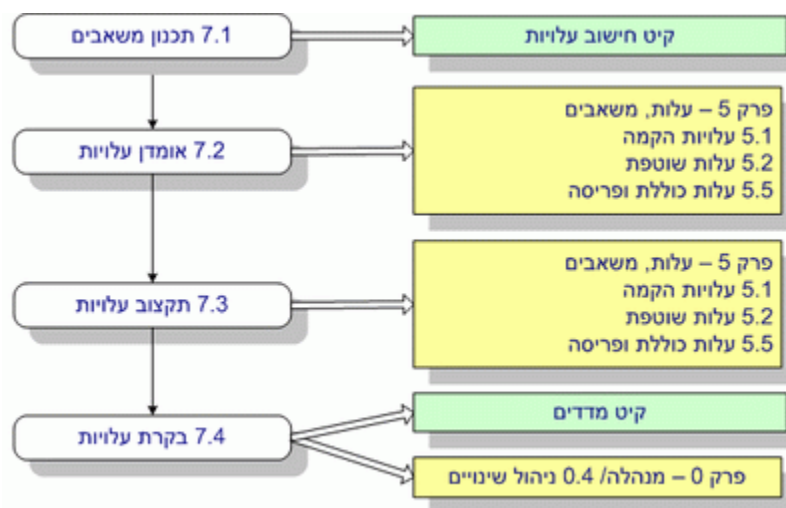 7.1 תכנון משאבים
קיט חישוב עלויות
7.2 אומדן עלויות
פרק 5 – עלות, משאבים
5.1 עלויות הקמה
5.2 עלות שוטפת
5.5 עלות כוללת ופריסה
7.3 תקצוב עלויות
פרק 5 – עלות, משאבים
5.1 עלויות הקמה
5.2 עלות שוטפת
5.5 עלות כוללת ופריסה
7.4 בקרת עלויות
קיט מדדים
פרק 0 – מנהלה/ 0.4 ניהול שינויים